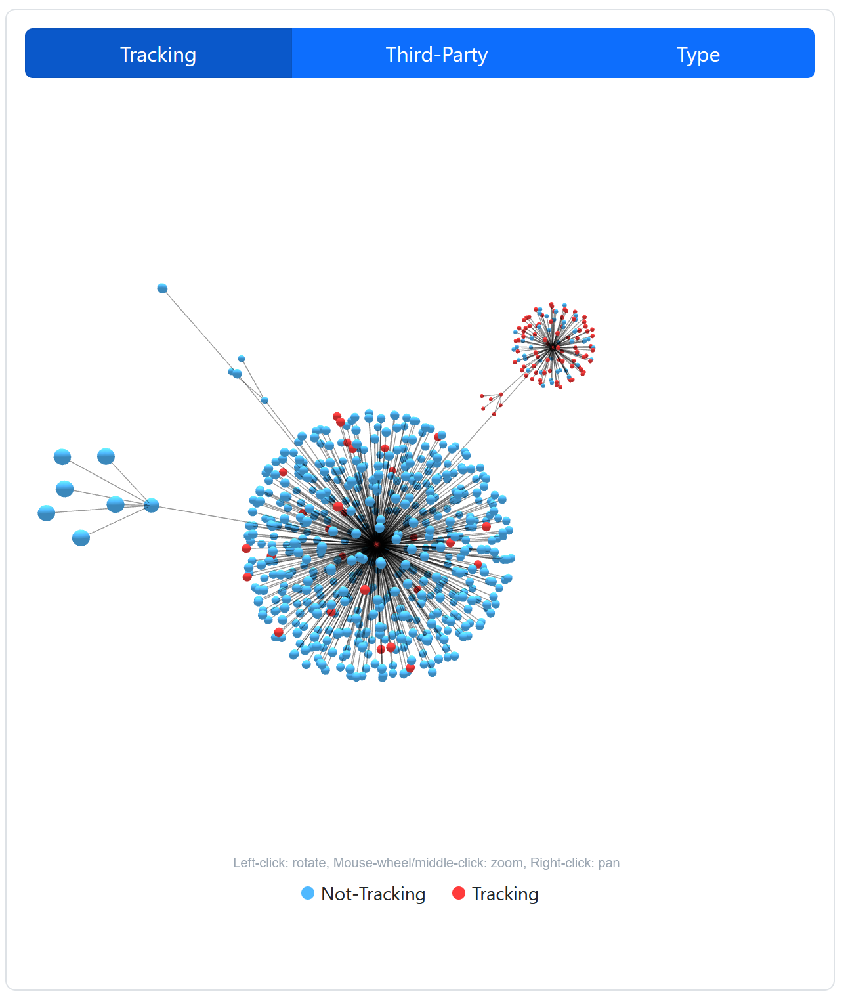 Tracking Third-Party Type
Left-click: rotate, Mouse-wheel/middle-click: zoom, Right-click: pan
Not-Tracking Tracking